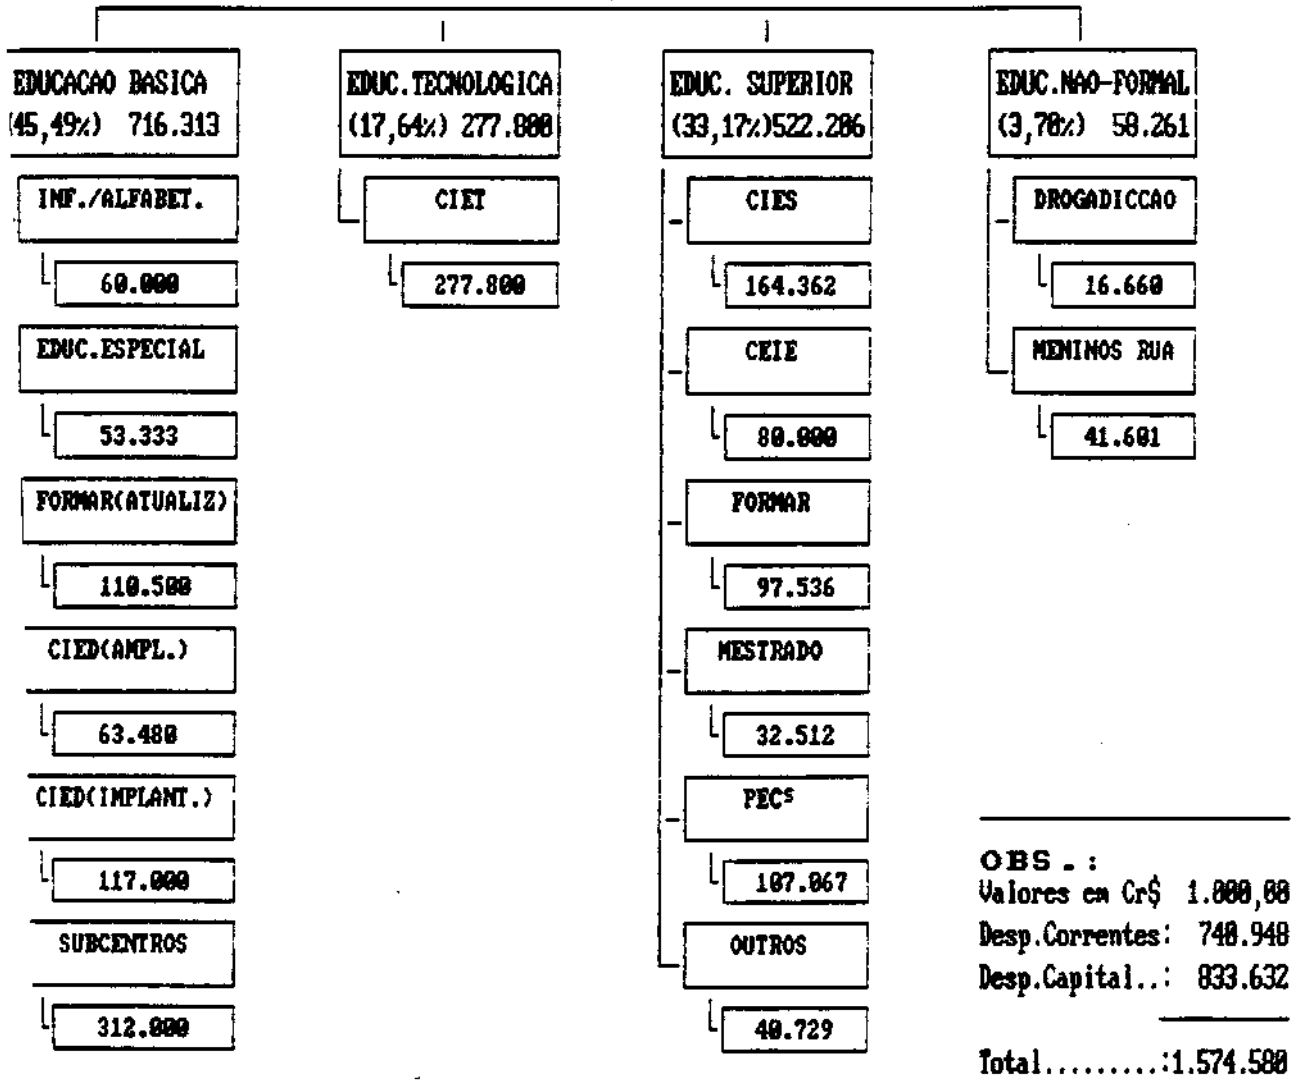 EDUCACAO BASICA
(45,49%) 716.313
INF./ALFABET.
60.000
EDUC.ESPECIAL
53.333
FORMAR(ATUALIZ)
110.500
CIED(AMPL.)
63.480
CIED(IMPLANT.)
117.000
SUBCENTROS
312.000
EDUC.TECNOLOGICA
(17,64%) 277.800
CIET
277.800
EDUC. SUPERIOR
(33,17%)522.206
CIES
164.362
CEIE
80.000
FORMAR
97.536
MESTRADO
32.512
PECs
107.067
OUTROS
40.729
EDUC.NAO-FORMAL
(3,70%) 58.261
DROGADICCAO
16.660
MENINOS RUA
41.601
OBS.:
Valores em Cr$ 1.000,00
Desp.Correntes: 740.948
Desp.Capital..: 833.632
Total.........:1.574.580